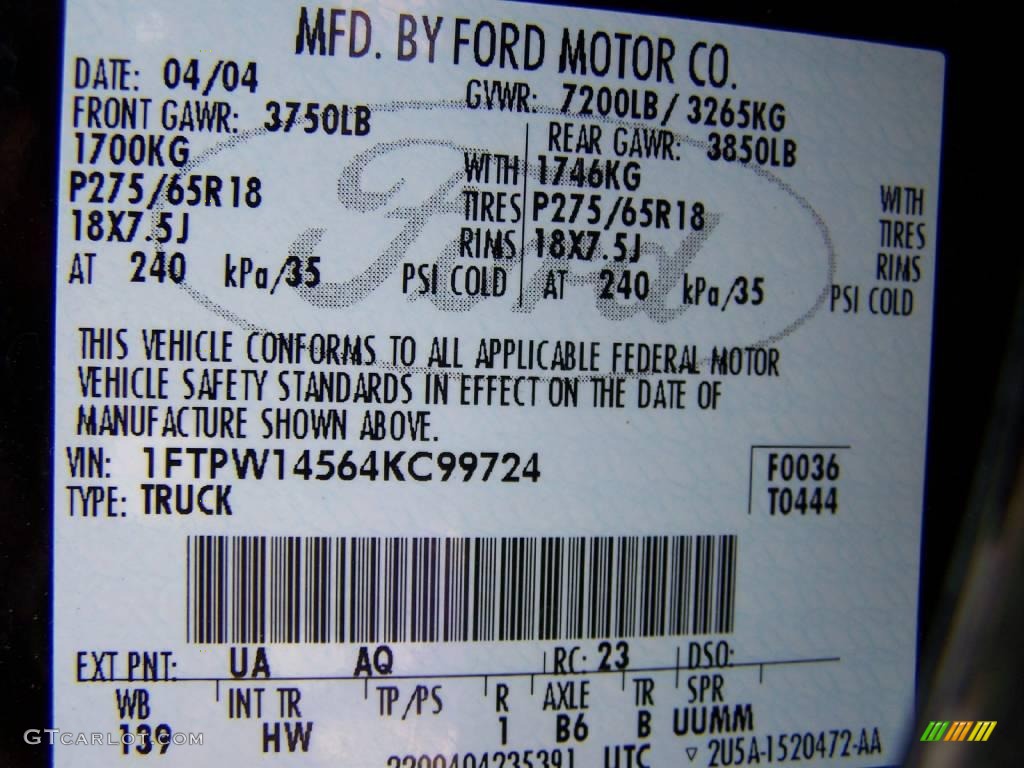 MFD. BY FORD MOTOR CO.
DATE: 04/04 GVWR: 7200LB/ 3265KG
FRONT GAWR: 3750LB REAR GAWR: 3850LB
1700KG WITH 1746KG WITH
P275/65R18 TIRES P275/65R18 TIRES
18X7.5J RIMS 18X7.5J RIMS
AT 240 kPa/35 PSI COLD AT 240 kPa/35 PSI COLD
Ford
THIS VEHICLE CONFORMS TO ALL APPLICABLE FEDERAL MOTOR
VEHICLE SAFETY STANDARDS IN EFFECT ON THE DATE OF
MANUFACTURE SHOWN ABOVE.
VIN: 1FTPW14564KC99724 F0036
TYPE: TRUCK T0444
EXT PNT: UA AQ RC: 23 DSO:
WB INT TR TP/PS R AXLE TR SPR
139 HW 1 B6 B UUMM
2200404235391 UTC ▽ 2U5A-1520472-AA
GTCARLOT.COM